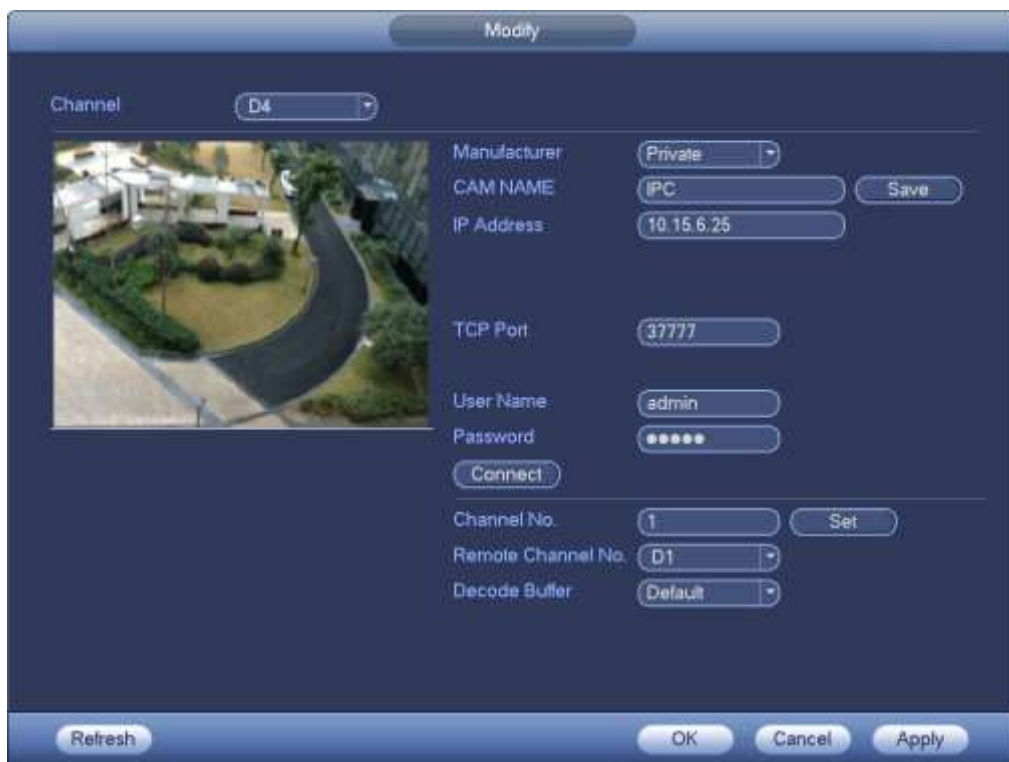 Modify
Channel D4
Manufacturer Private
CAM NAME IPC Save
IP Address 10.15.6.25
TCP Port 37777
User Name admin
Password ●●●●●
Connect
Channel No. 1 Set
Remote Channel No. D1
Decode Buffer Default
Refresh OK Cancel Apply